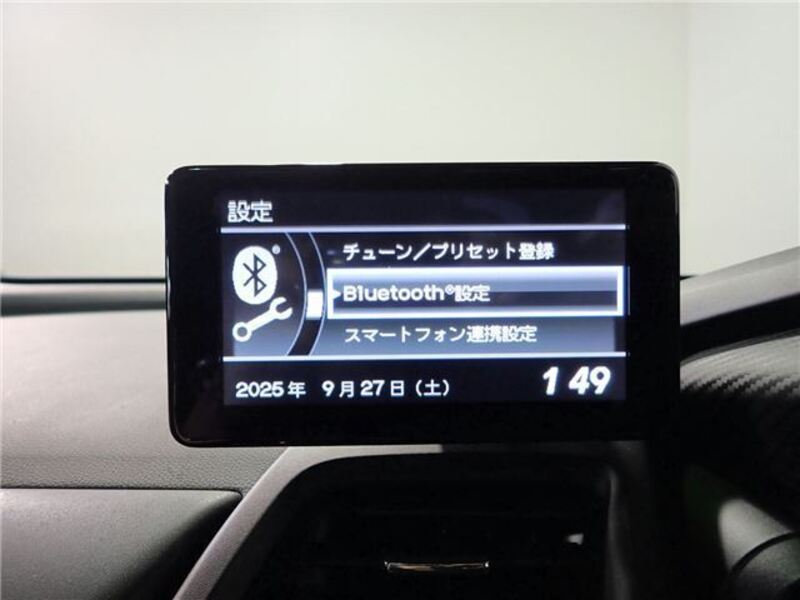 設定
チューン／プリセット登録
Bluetooth®設定
スマートフォン連携設定
2025年 9月27日（土） 1 49